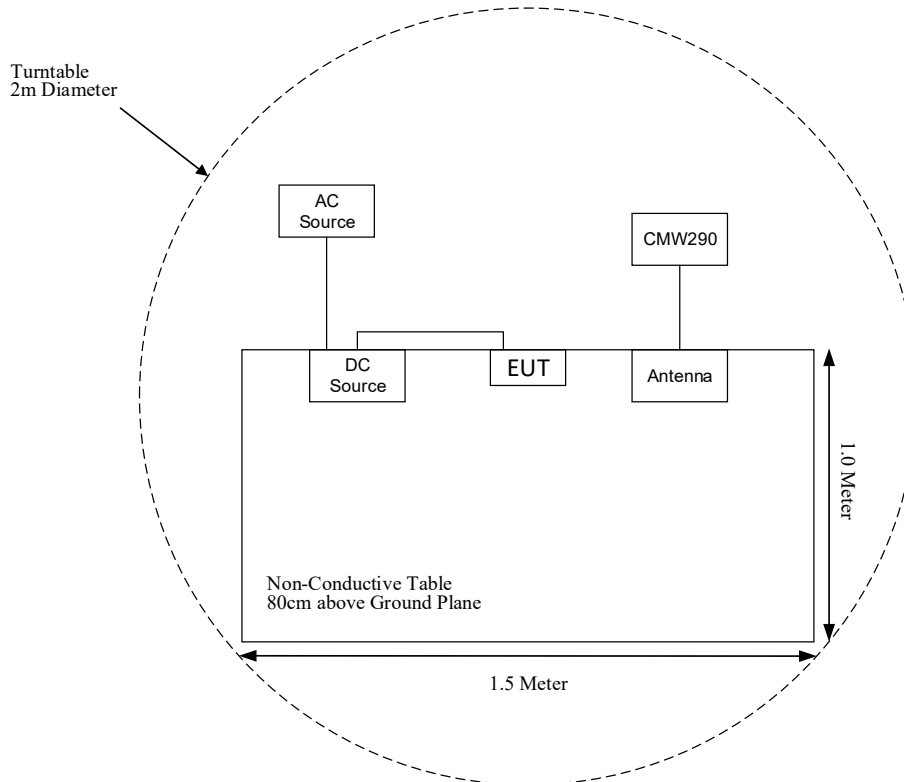 Turntable
2m Diameter
AC
Source
CMW290
DC
Source
EUT
Antenna
1.0 Meter
Non-Conductive Table
80cm above Ground Plane
1.5 Meter